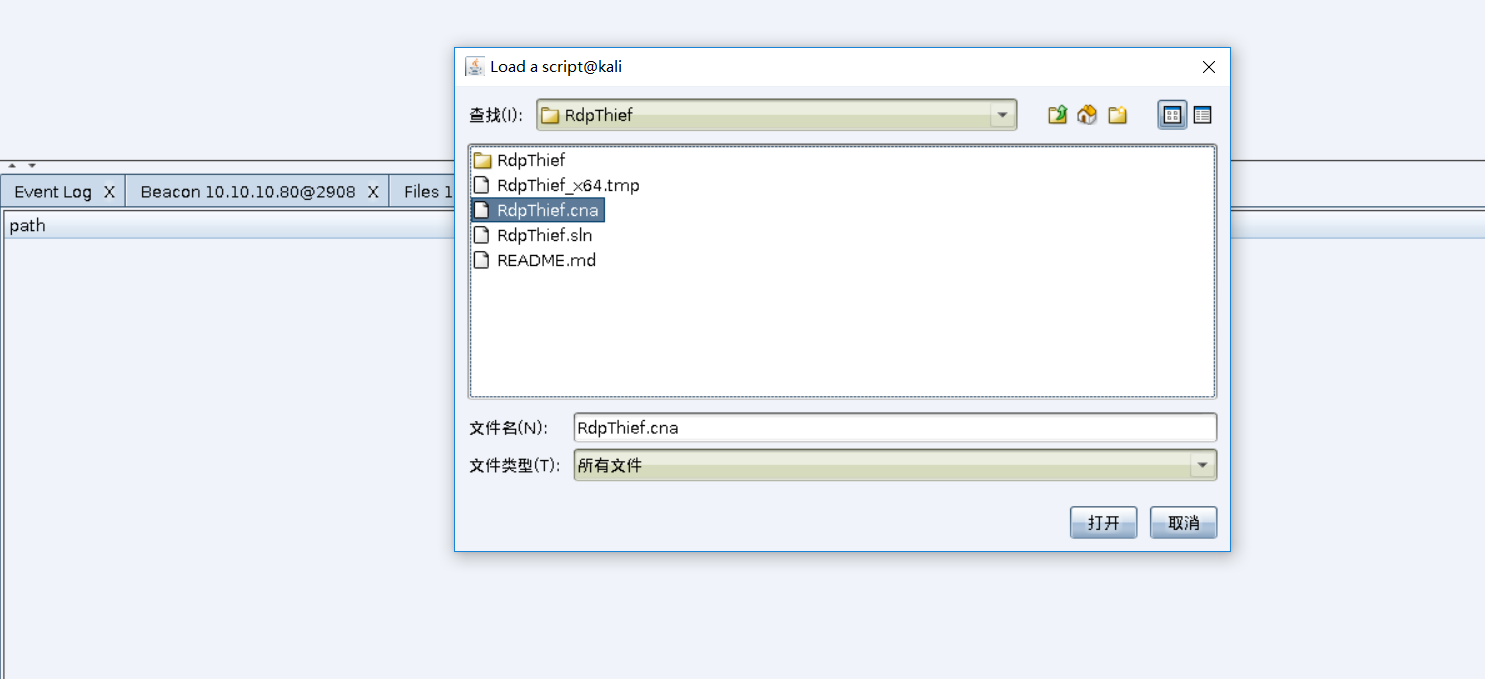 Load a script@kali
查找(I): RdpThief
Event Log X Beacon 10.10.10.80@2908 X Files 1
path
RdpThief
RdpThief_x64.tmp
RdpThief.cna
RdpThief.sln
README.md
文件名(N): RdpThief.cna
文件类型(T): 所有文件
打开 取消